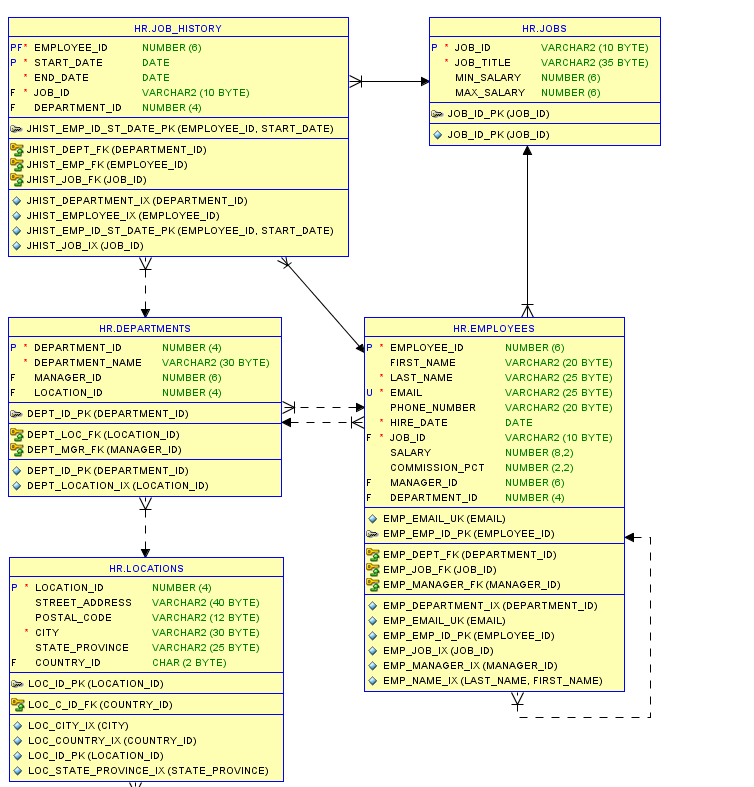 HR.JOB_HISTORY
PF* EMPLOYEE_ID NUMBER (6)
P * START_DATE DATE
* END_DATE DATE
F * JOB_ID VARCHAR2 (10 BYTE)
F DEPARTMENT_ID NUMBER (4)
JHIST_EMP_ID_ST_DATE_PK (EMPLOYEE_ID, START_DATE)
JHIST_DEPT_FK (DEPARTMENT_ID)
JHIST_EMP_FK (EMPLOYEE_ID)
JHIST_JOB_FK (JOB_ID)
JHIST_DEPARTMENT_IX (DEPARTMENT_ID)
JHIST_EMPLOYEE_IX (EMPLOYEE_ID)
JHIST_EMP_ID_ST_DATE_PK (EMPLOYEE_ID, START_DATE)
JHIST_JOB_IX (JOB_ID)
HR.JOBS
P * JOB_ID VARCHAR2 (10 BYTE)
* JOB_TITLE VARCHAR2 (35 BYTE)
MIN_SALARY NUMBER (6)
MAX_SALARY NUMBER (6)
JOB_ID_PK (JOB_ID)
JOB_ID_PK (JOB_ID)
HR.DEPARTMENTS
P * DEPARTMENT_ID NUMBER (4)
* DEPARTMENT_NAME VARCHAR2 (30 BYTE)
F MANAGER_ID NUMBER (6)
F LOCATION_ID NUMBER (4)
DEPT_ID_PK (DEPARTMENT_ID)
DEPT_LOC_FK (LOCATION_ID)
DEPT_MGR_FK (MANAGER_ID)
DEPT_ID_PK (DEPARTMENT_ID)
DEPT_LOCATION_IX (LOCATION_ID)
HR.EMPLOYEES
P * EMPLOYEE_ID NUMBER (6)
FIRST_NAME VARCHAR2 (20 BYTE)
* LAST_NAME VARCHAR2 (25 BYTE)
U * EMAIL VARCHAR2 (25 BYTE)
PHONE_NUMBER VARCHAR2 (20 BYTE)
* HIRE_DATE DATE
F * JOB_ID VARCHAR2 (10 BYTE)
SALARY NUMBER (8,2)
COMMISSION_PCT NUMBER (2,2)
F MANAGER_ID NUMBER (6)
F DEPARTMENT_ID NUMBER (4)
EMP_EMAIL_UK (EMAIL)
EMP_EMP_ID_PK (EMPLOYEE_ID)
EMP_DEPT_FK (DEPARTMENT_ID)
EMP_JOB_FK (JOB_ID)
EMP_MANAGER_FK (MANAGER_ID)
EMP_DEPARTMENT_IX (DEPARTMENT_ID)
EMP_EMAIL_UK (EMAIL)
EMP_EMP_ID_PK (EMPLOYEE_ID)
EMP_JOB_IX (JOB_ID)
EMP_MANAGER_IX (MANAGER_ID)
EMP_NAME_IX (LAST_NAME, FIRST_NAME)
HR.LOCATIONS
P * LOCATION_ID NUMBER (4)
STREET_ADDRESS VARCHAR2 (40 BYTE)
POSTAL_CODE VARCHAR2 (12 BYTE)
* CITY VARCHAR2 (30 BYTE)
STATE_PROVINCE VARCHAR2 (25 BYTE)
F COUNTRY_ID CHAR (2 BYTE)
LOC_ID_PK (LOCATION_ID)
LOC_C_ID_FK (COUNTRY_ID)
LOC_CITY_IX (CITY)
LOC_COUNTRY_IX (COUNTRY_ID)
LOC_ID_PK (LOCATION_ID)
LOC_STATE_PROVINCE_IX (STATE_PROVINCE)